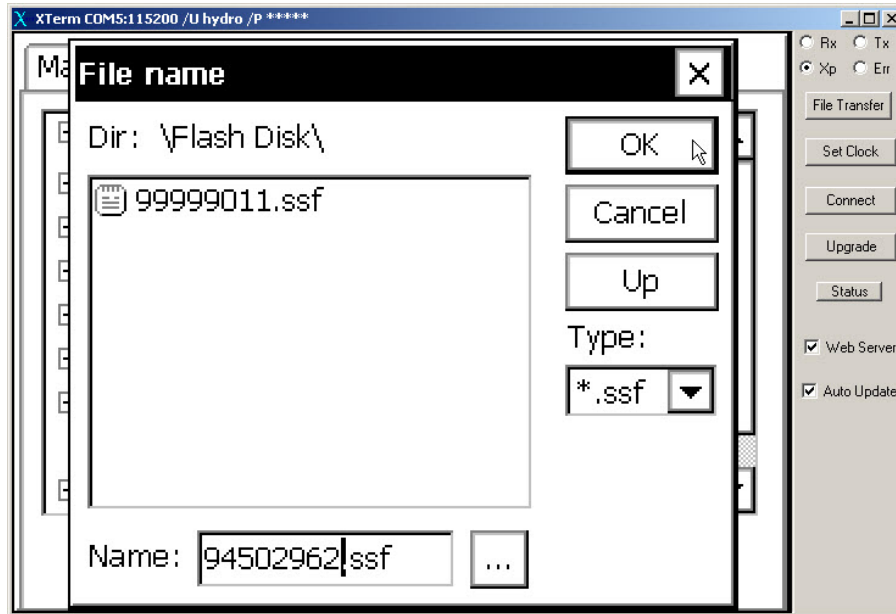 XTerm COM5:115200 /U hydro /P *****
Rx Tx
Xp Err
Ma
File name
File Transfer
Dir: \Flash Disk\
OK
Set Clock
99999011.ssf
Cancel
Connect
Up
Upgrade
Status
Type:
Web Server
*.ssf
Auto Update
Name: 94502962.ssf ...